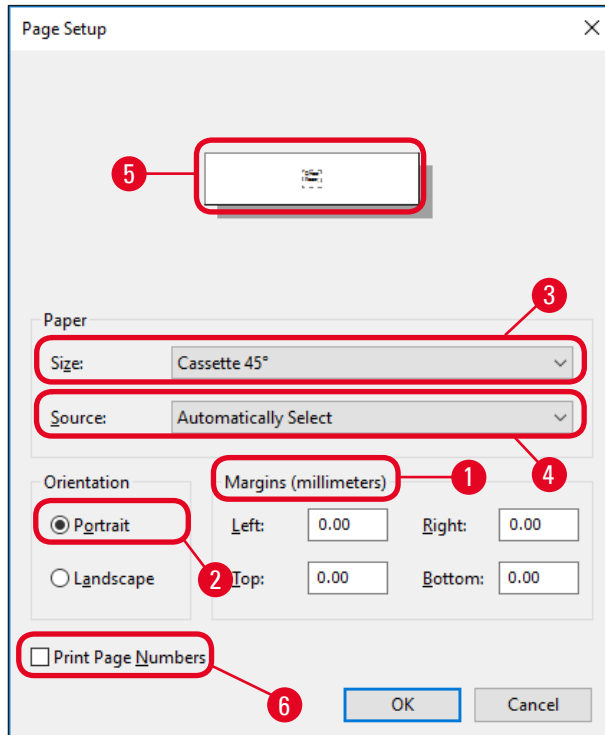 Page Setup
5
3
Paper
Size: Cassette 45°
Source: Automatically Select
4
1
Orientation Margins (millimeters)
Portrait Left: 0.00 Right: 0.00
2
Landscape Top: 0.00 Bottom: 0.00
Print Page Numbers
6
OK Cancel